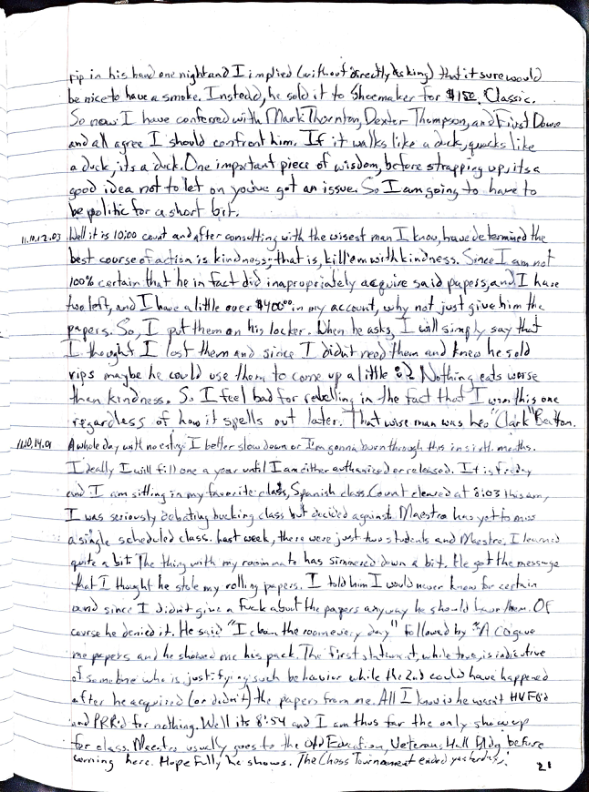 rip in his hand one night and I implied (without directly asking) that it sure would
be nice to have a smoke. Instead, he sold it to Shoemaker for $1.50. Classic.
So now I have conferred with Mark Thornton, Dexter Thompson, and First Down
and all agree I should confront him. If it walks like a duck, quacks like
a duck, its a duck. One important piece of wisdom, before strapping up, its a
good idea not to let on you've got an issue. So I am going to have to
be politic for a short bit.
Well it is 10:00 count and after consulting with the wisest man I know, have determined the
best course of action is kindness; that is, kill'em with kindness. Since I am not
100% certain that he in fact did inapropriately acquire said papers, and I have
two left, and I have a little over $400.00 in my account, why not just give him the
papers. So, I put them on his locker. When he asks, I will simply say that
I thought I lost them and since I didn't need them and knew he sold
rips maybe he could use them to come up a little Nothing eats worse
than kindness. So I feel bad for in the fact that I won this one
regardless of how it spells out later. That wise man was Leo "Clark" Beaton.
11.10.14.01 A whole day with no entry. I better slow down or I'm gonna burn through this in six months.
Ideally I will fill one a year until I am either or released. It is friday
and I am sitting in my favorite class, Spanish class. Count cleared at 8:03 this am,
I was seriously debating bucking class but decided against. Maestro has yet to miss
a single scheduled class. Last week, there were just two students and Maestro. I learned
quite a bit The thing with my roommate has simmered down a bit. He got the message
that I thought he stole my rolling papers. I told him I would never know for certain
and since I didn't give a fuck about the papers anyway he should have them. Of
course he denied it. He said "I clean the room every day" followed by gave
me papers and he showed me his pack. The first statement, while true, is indicative
of someone who is justifying such behavior while the 2nd could have happened
after he acquired (or didn't) the papers from me. All I know is he wasn't
and for nothing. Well its 8:54 and I am thus far the only show up
for class. Maestro usually goes to the Old Education, Veterans Hall Bldg before
coming here. Hopefully he shows. The Chess Tournament ended yesterday!
21